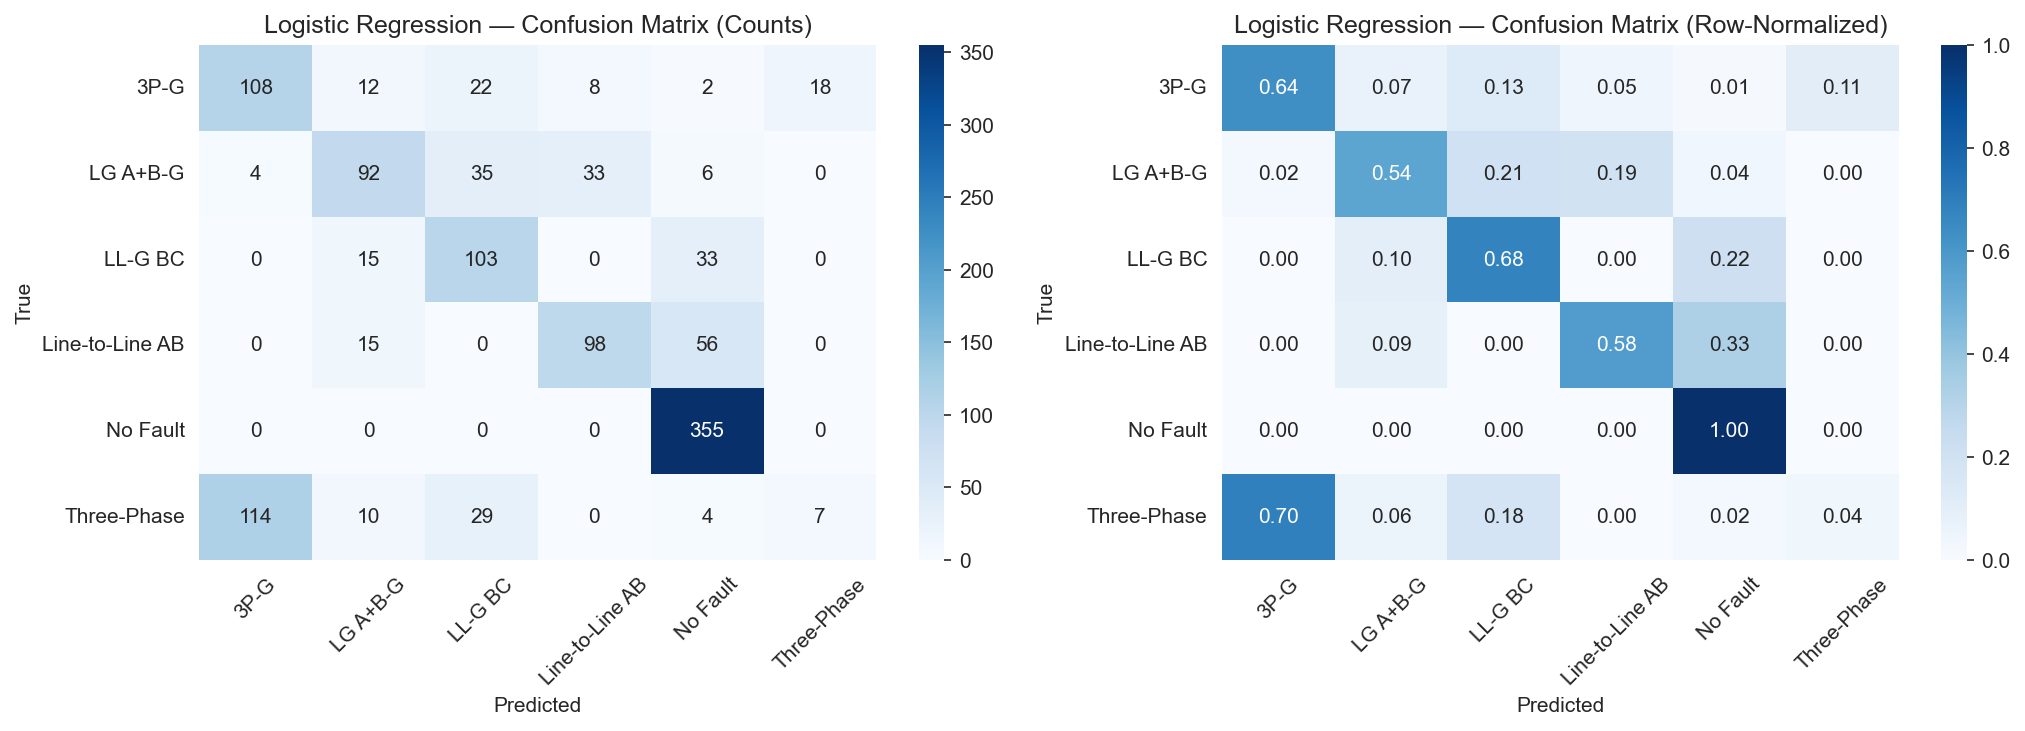 Logistic Regression — Confusion Matrix (Counts)
3P-G 108 12 22 8 2 18
LG A+B-G 4 92 35 33 6 0
LL-G BC 0 15 103 0 33 0
Line-to-Line AB 0 15 0 98 56 0
No Fault 0 0 0 0 355 0
Three-Phase 114 10 29 0 4 7
True
3P-G LG A+B-G LL-G BC Line-to-Line AB No Fault Three-Phase
Predicted
350
300
250
200
150
100
50
0
Logistic Regression — Confusion Matrix (Row-Normalized)
3P-G 0.64 0.07 0.13 0.05 0.01 0.11
LG A+B-G 0.02 0.54 0.21 0.19 0.04 0.00
LL-G BC 0.00 0.10 0.68 0.00 0.22 0.00
Line-to-Line AB 0.00 0.09 0.00 0.58 0.33 0.00
No Fault 0.00 0.00 0.00 0.00 1.00 0.00
Three-Phase 0.70 0.06 0.18 0.00 0.02 0.04
True
3P-G LG A+B-G LL-G BC Line-to-Line AB No Fault Three-Phase
Predicted
1.0
0.8
0.6
0.4
0.2
0.0